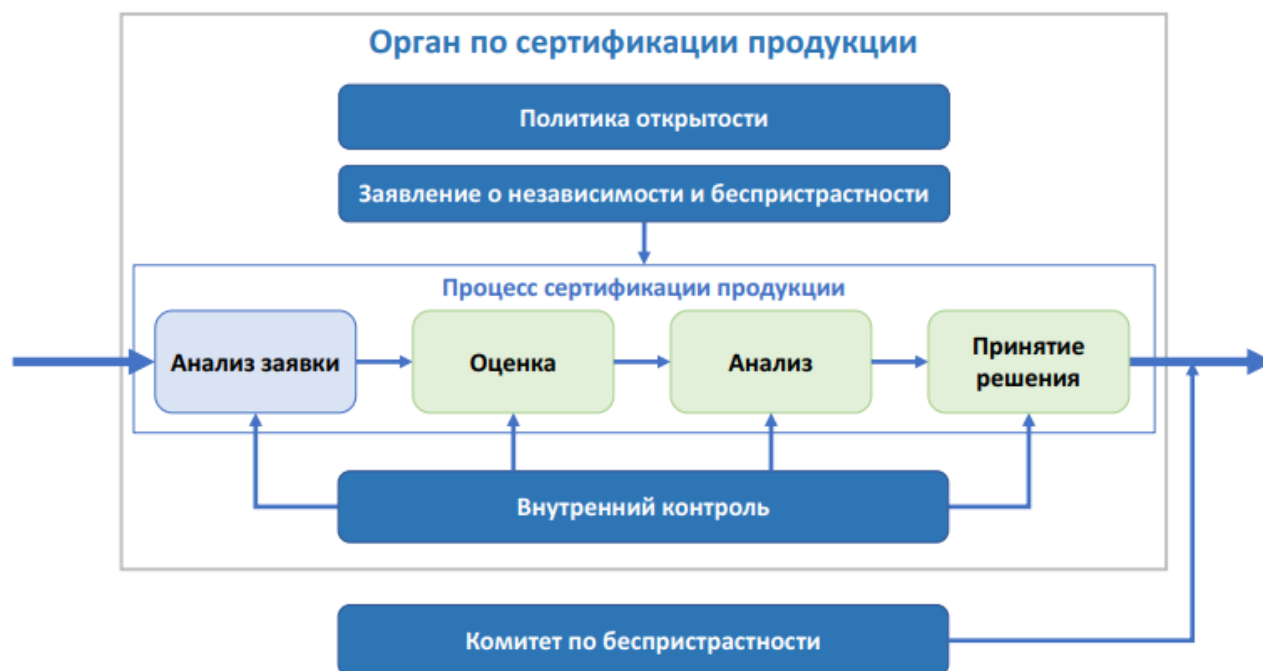 Орган по сертификации продукции
Политика открытости
Заявление о независимости и беспристрастности
Процесс сертификации продукции
Анализ заявки
Оценка
Анализ
Принятие
решения
Внутренний контроль
Комитет по беспристрастности